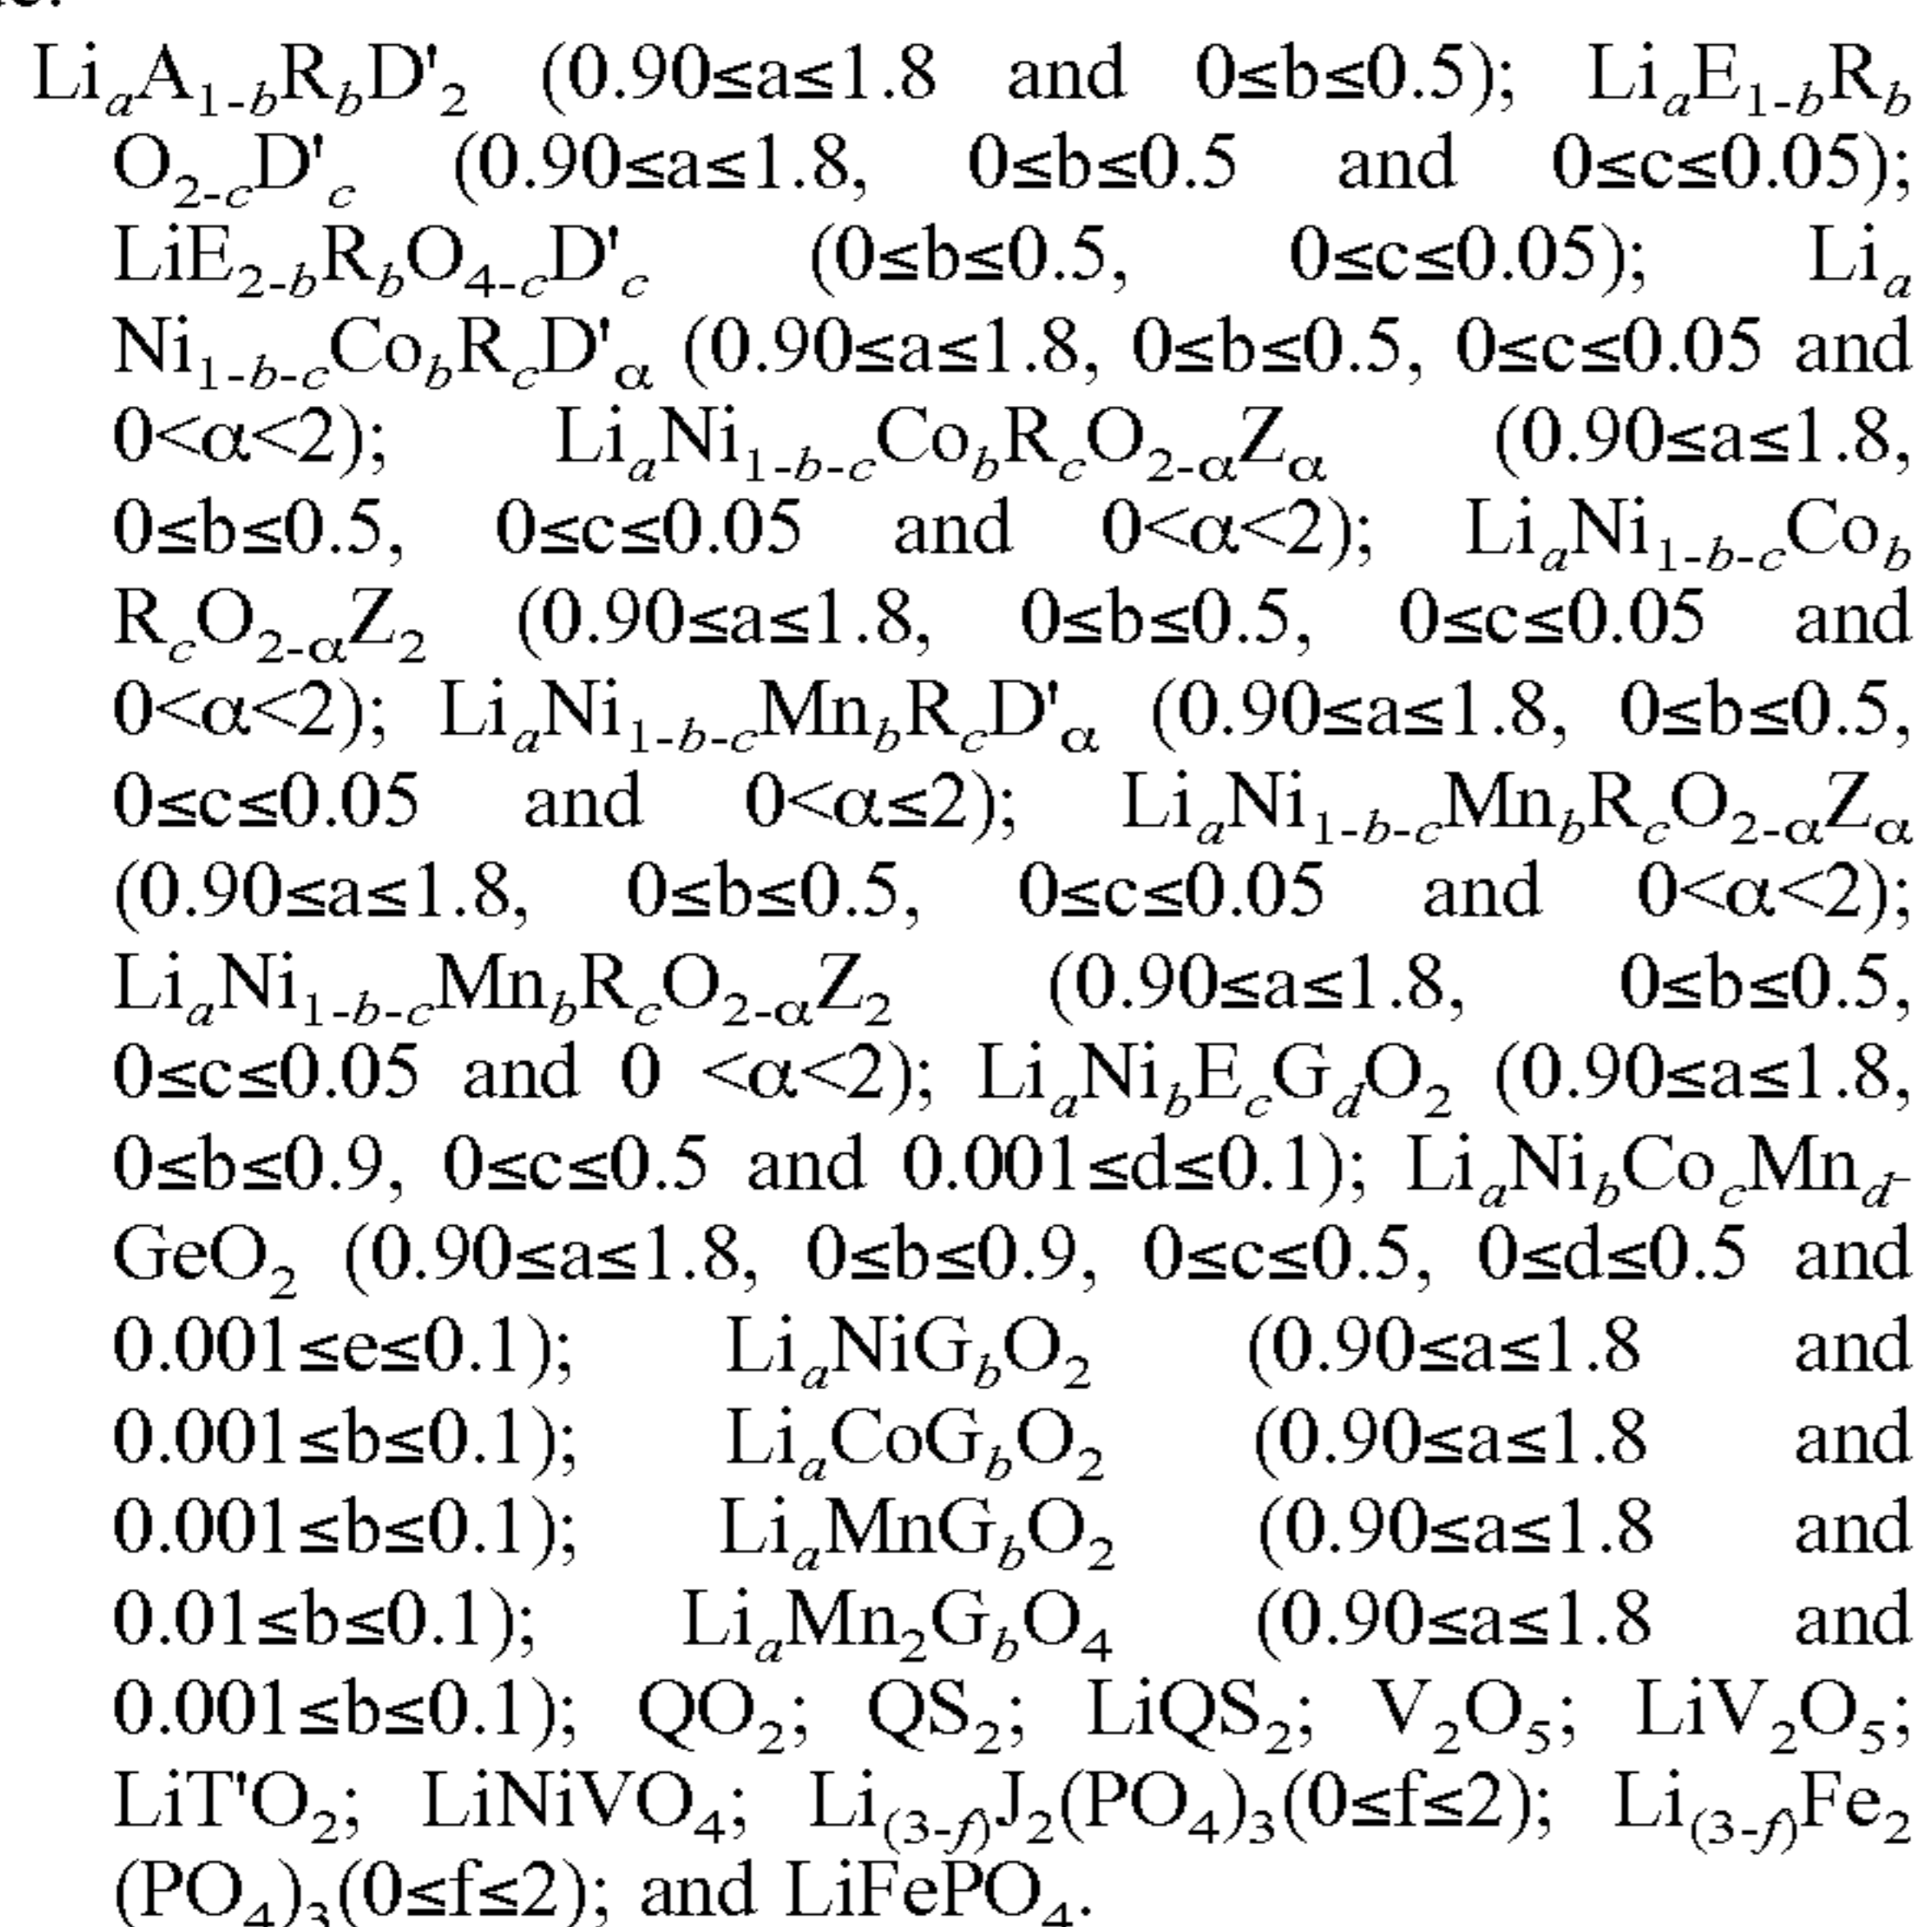 Li_aA_{1-b}R_bD'_2 (0.90≤a≤1.8 and 0≤b≤0.5); Li_aE_{1-b}R_b
O_{2-c}D'_c (0.90≤a≤1.8, 0≤b≤0.5 and 0≤c≤0.05);
LiE_{2-b}R_bO_{4-c}D'_c (0≤b≤0.5, 0≤c≤0.05); Li_a
Ni_{1-b-c}Co_bR_cD'_α (0.90≤a≤1.8, 0≤b≤0.5, 0≤c≤0.05 and
0<α<2); Li_aNi_{1-b-c}Co_bR_cO_{2-α}Z_α (0.90≤a≤1.8,
0≤b≤0.5, 0≤c≤0.05 and 0<α<2); Li_aNi_{1-b-c}Co_b
R_cO_{2-α}Z_2 (0.90≤a≤1.8, 0≤b≤0.5, 0≤c≤0.05 and
0<α<2); Li_aNi_{1-b-c}Mn_bR_cD'_α (0.90≤a≤1.8, 0≤b≤0.5,
0≤c≤0.05 and 0<α≤2); Li_aNi_{1-b-c}Mn_bR_cO_{2-α}Z_α
(0.90≤a≤1.8, 0≤b≤0.5, 0≤c≤0.05 and 0<α<2);
Li_aNi_{1-b-c}Mn_bR_cO_{2-α}Z_2 (0.90≤a≤1.8, 0≤b≤0.5,
0≤c≤0.05 and 0 <α<2); Li_aNi_bE_cG_dO_2 (0.90≤a≤1.8,
0≤b≤0.9, 0≤c≤0.5 and 0.001≤d≤0.1); Li_aNi_bCo_cMn_d-
GeO_2 (0.90≤a≤1.8, 0≤b≤0.9, 0≤c≤0.5, 0≤d≤0.5 and
0.001≤e≤0.1); Li_aNiG_bO_2 (0.90≤a≤1.8 and
0.001≤b≤0.1); Li_aCoG_bO_2 (0.90≤a≤1.8 and
0.001≤b≤0.1); Li_aMnG_bO_2 (0.90≤a≤1.8 and
0.01≤b≤0.1); Li_aMn_2G_bO_4 (0.90≤a≤1.8 and
0.001≤b≤0.1); QO_2; QS_2; LiQS_2; V_2O_5; LiV_2O_5;
LiT'O_2; LiNiVO_4; Li_{(3-f)}J_2(PO_4)_3(0≤f≤2); Li_{(3-f)}Fe_2
(PO_4)_3(0≤f≤2); and LiFePO_4.